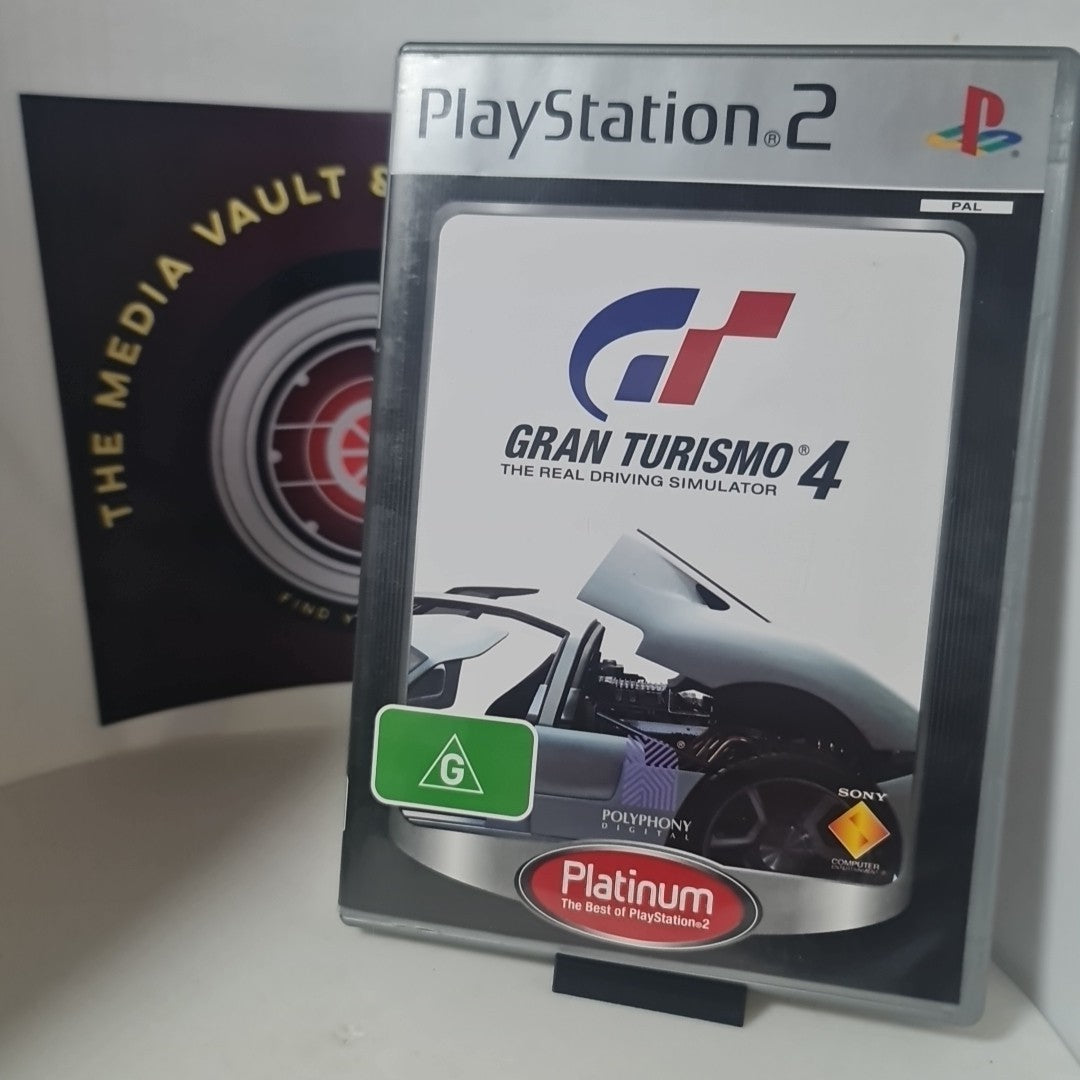 THE MEDIA VAULT &
FIND
PlayStation®2
PAL
GT
GRAN TURISMO® 4
THE REAL DRIVING SIMULATOR
G
POLYPHONY
DIGITAL
SONY
COMPUTER
ENTERTAINMENT®
Platinum
The Best of PlayStation®2